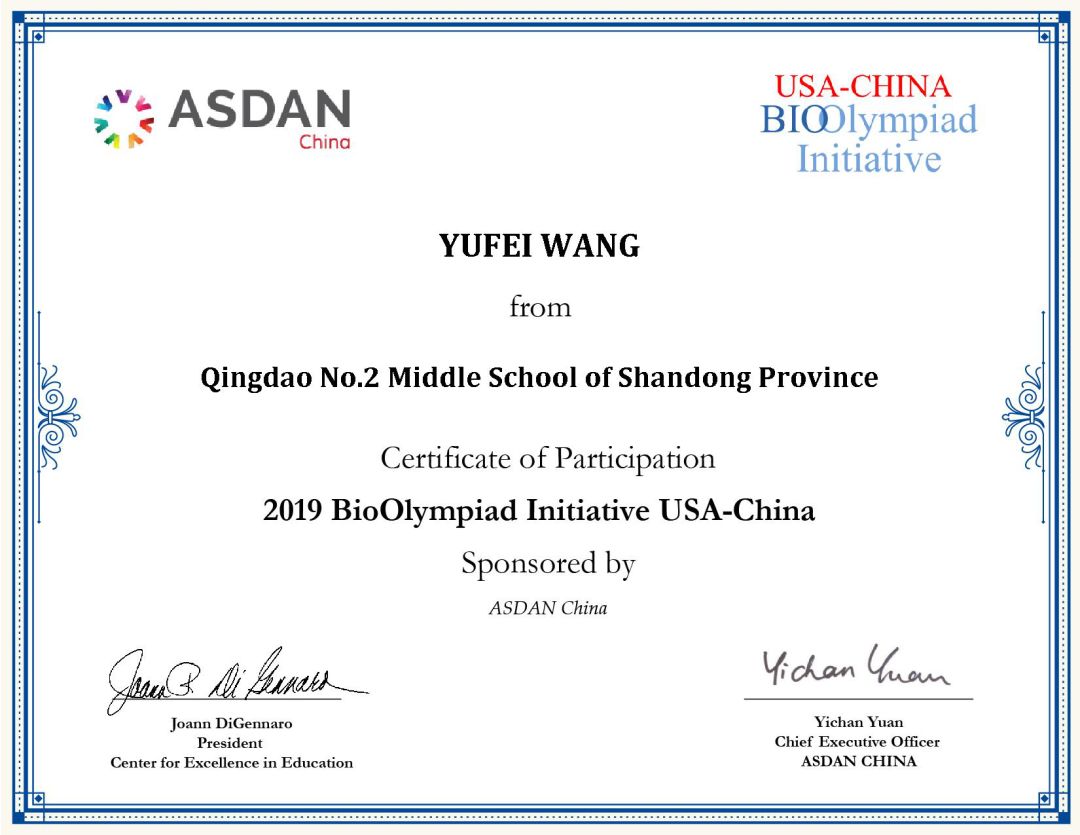 ASDAN
China
USA-CHINA
BIOOlympiad
Initiative
YUFEI WANG
from
Qingdao No.2 Middle School of Shandong Province
Certificate of Participation
2019 BioOlympiad Initiative USA-China
Sponsored by
ASDAN China
Joann P. Di Gennaro
Joann DiGennaro
President
Center for Excellence in Education
Yichan Yuan
Yichan Yuan
Chief Executive Officer
ASDAN CHINA